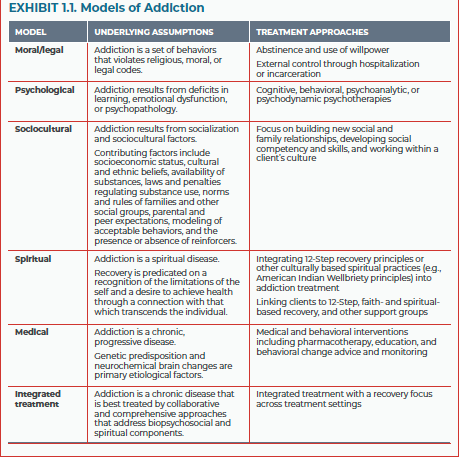 EXHIBIT 1.1. Models of Addiction
MODEL
UNDERLYING ASSUMPTIONS
TREATMENT APPROACHES
Moral/legal
Addiction is a set of behaviors
that violates religious, moral, or
legal codes.
Abstinence and use of willpower
External control through hospitalization
or incarceration
Psychological
Addiction results from deficits in
learning, emotional dysfunction,
or psychopathology.
Cognitive, behavioral, psychoanalytic, or
psychodynamic psychotherapies
Sociocultural
Addiction results from socialization
and sociocultural factors.
Contributing factors include
socioeconomic status, cultural
and ethnic beliefs, availability of
substances, laws and penalties
regulating substance use, norms
and rules of families and other
social groups, parental and
peer expectations, modeling of
acceptable behaviors, and the
presence or absence of reinforcers.
Focus on building new social and
family relationships, developing social
competency and skills, and working within a
client's culture
Spiritual
Addiction is a spiritual disease.
Recovery is predicated on a
recognition of the limitations of the
self and a desire to achieve health
through a connection with that
which transcends the individual.
Integrating 12-Step recovery principles or
other culturally based spiritual practices (e.g.,
American Indian Wellbriety principles) into
addiction treatment
Linking clients to 12-Step, faith- and spiritual-
based recovery, and other support groups
Medical
Addiction is a chronic,
progressive disease.
Genetic predisposition and
neurochemical brain changes are
primary etiological factors.
Medical and behavioral interventions
including pharmacotherapy, education, and
behavioral change advice and monitoring
Integrated
treatment
Addiction is a chronic disease that
is best treated by collaborative
and comprehensive approaches
that address biopsychosocial and
spiritual components.
Integrated treatment with a recovery focus
across treatment settings